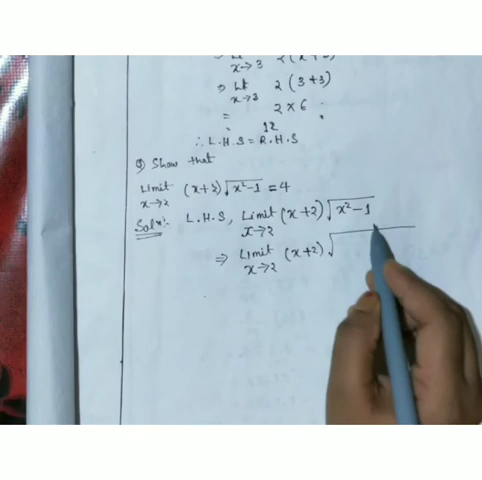 x→3
⇒ Lt 2 (3+3)
x→3
= 2×6
12
∴ L.H.S = R.H.S
Q) Show that
Limit (x+2)√x²-1 = 4
x→2
Solⁿ: L.H.S, Limit (x+2)√x²-1
x→2
⇒ Limit (x+2)√
x→2